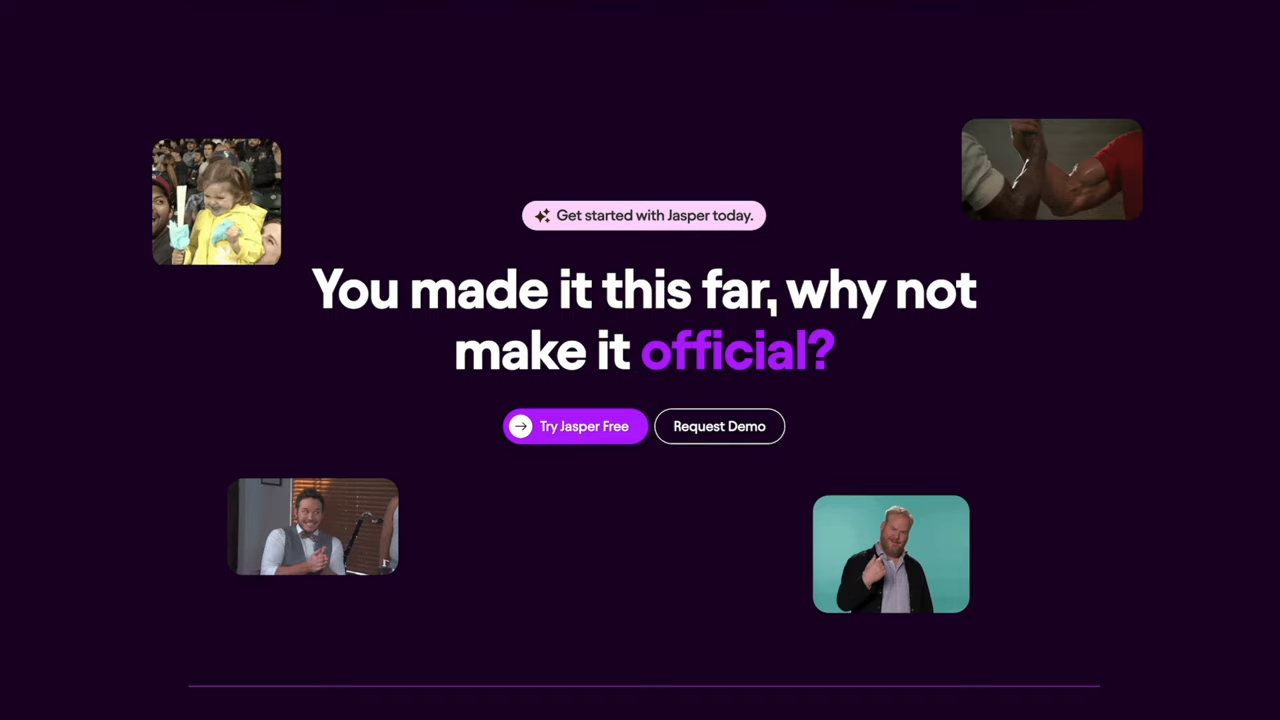 Get started with Jasper today.
You made it this far, why not
make it official?
Try Jasper Free
Request Demo